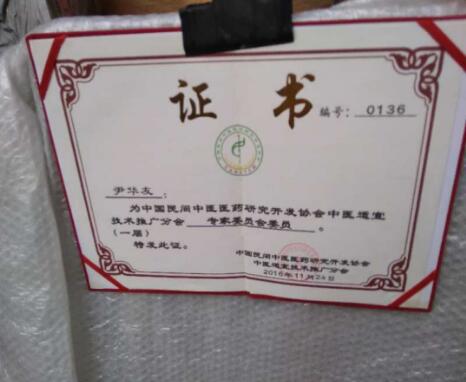 证书
编号：0136
尹华友：
为中国民间中医医药研究开发协会中医适宜
技术推广分会 专家委员会委员 。
（一届）
特发此证。
中国民间中医医药研究开发协会
中医适宜技术推广分会
2016年11月24日